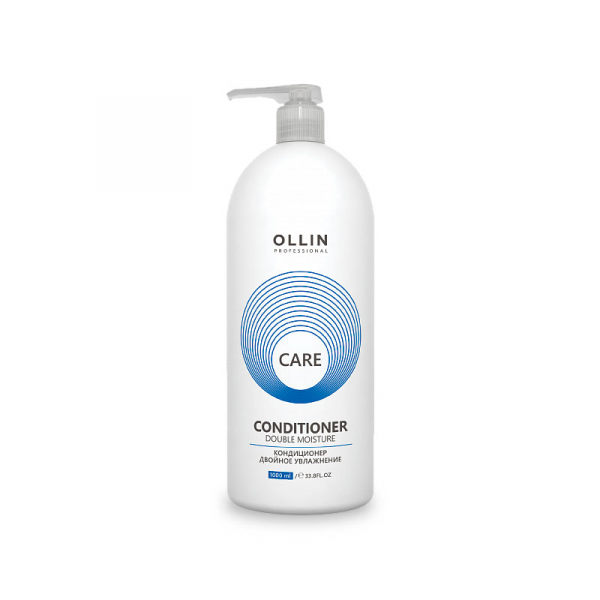 OLLIN
PROFESSIONAL
CARE
CONDITIONER
DOUBLE MOISTURE
КОНДИЦИОНЕР
ДВОЙНОЕ УВЛАЖНЕНИЕ
1000 ml / ℮ 33.8FL.OZ